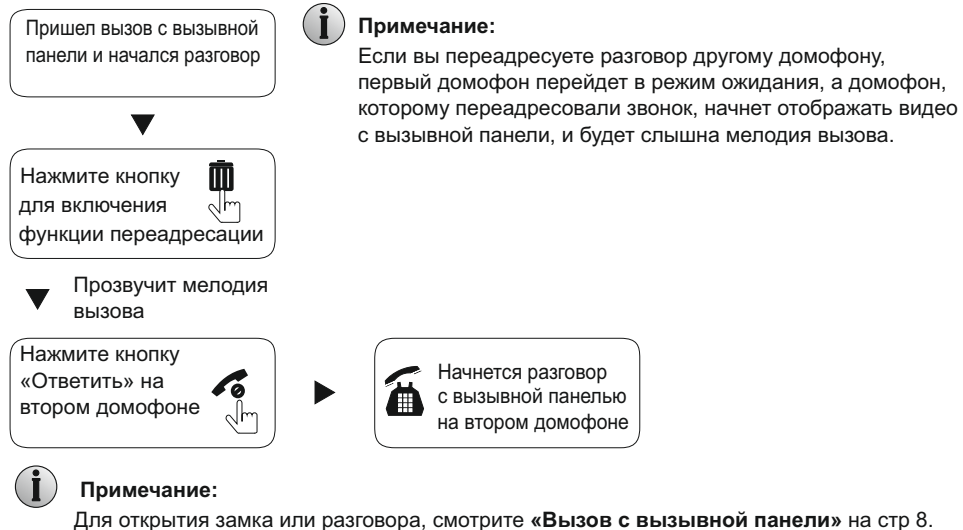 Пришел вызов с вызывной
панели и начался разговор
Примечание:
Если вы переадресуете разговор другому домофону,
первый домофон перейдет в режим ожидания, а домофон,
которому переадресовали звонок, начнет отображать видео
с вызывной панели, и будет слышна мелодия вызова.
Нажмите кнопку
для включения
функции переадресации
Прозвучит мелодия
вызова
Нажмите кнопку
«Ответить» на
втором домофоне
Начнется разговор
с вызывной панелью
на втором домофоне
Примечание:
Для открытия замка или разговора, смотрите «Вызов с вызывной панели» на стр 8.